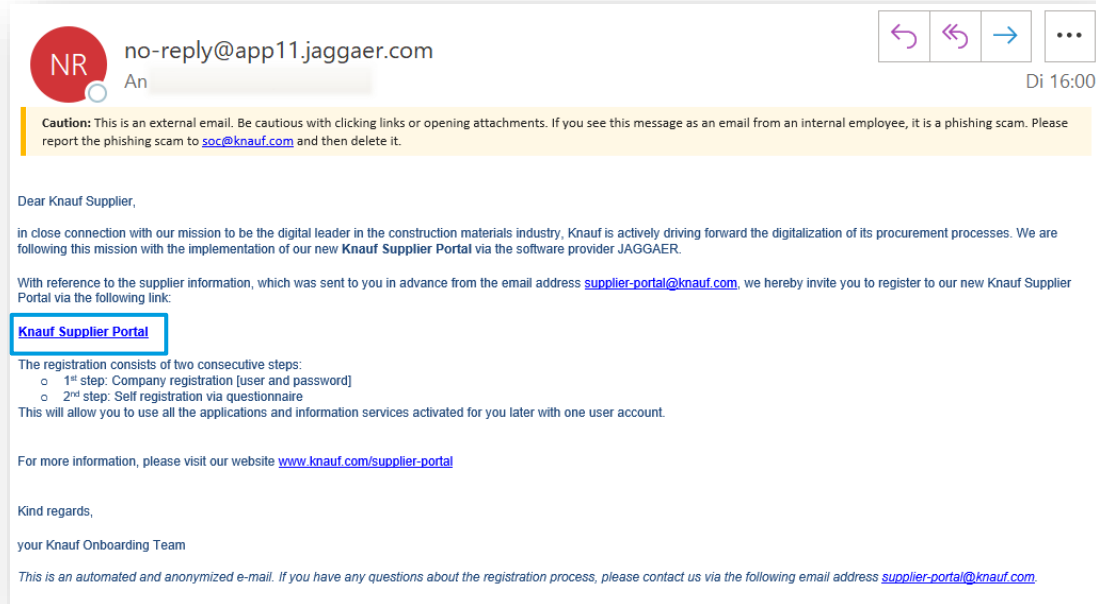 NR
no-reply@app11.jaggaer.com
An
Di 16:00
Caution: This is an external email. Be cautious with clicking links or opening attachments. If you see this message as an email from an internal employee, it is a phishing scam. Please
report the phishing scam to soc@knauf.com and then delete it.
Dear Knauf Supplier,
in close connection with our mission to be the digital leader in the construction materials industry, Knauf is actively driving forward the digitalization of its procurement processes. We are
following this mission with the implementation of our new Knauf Supplier Portal via the software provider JAGGAER.
With reference to the supplier information, which was sent to you in advance from the email address supplier-portal@knauf.com, we hereby invite you to register to our new Knauf Supplier
Portal via the following link:
Knauf Supplier Portal
The registration consists of two consecutive steps:
o 1st step: Company registration [user and password]
o 2nd step: Self registration via questionnaire
This will allow you to use all the applications and information services activated for you later with one user account.
For more information, please visit our website www.knauf.com/supplier-portal
Kind regards,
your Knauf Onboarding Team
This is an automated and anonymized e-mail. If you have any questions about the registration process, please contact us via the following email address supplier-portal@knauf.com.